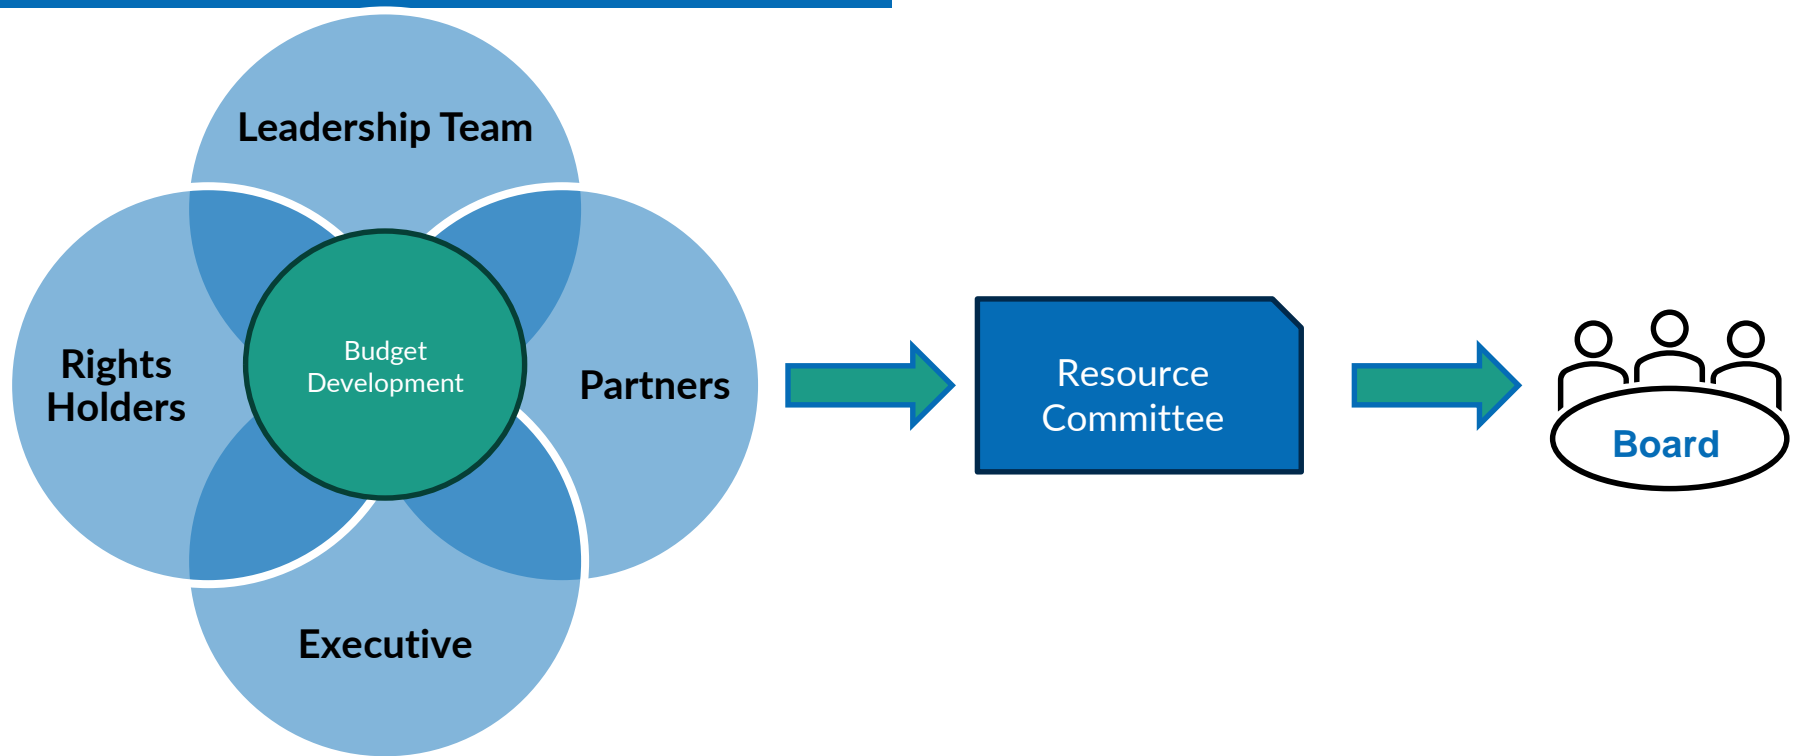 Leadership Team
Rights
Holders
Budget
Development
Partners
Executive
Resource
Committee
Board